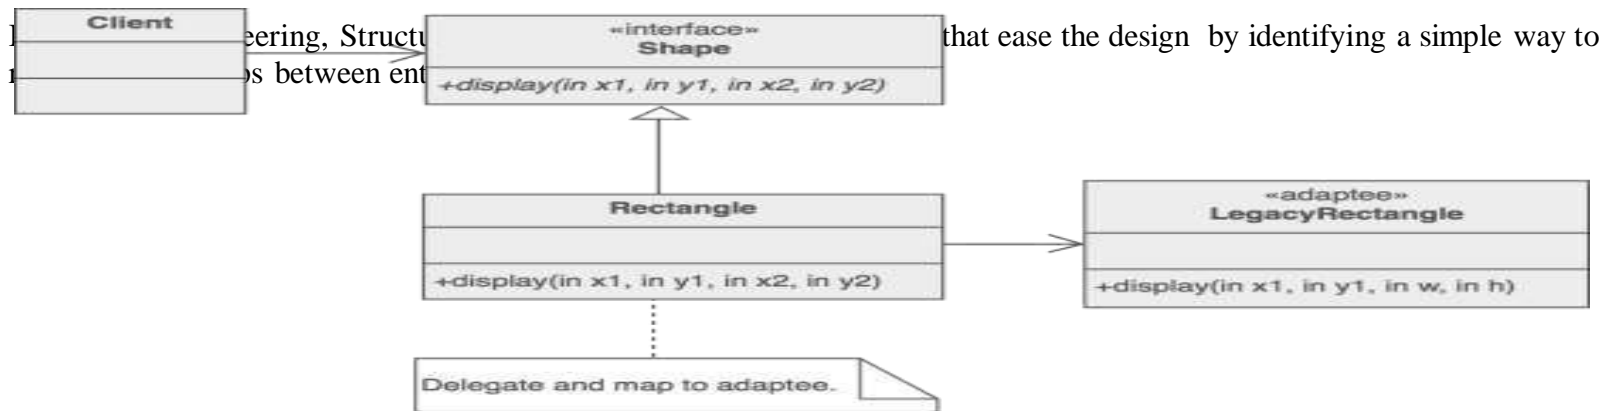 Client
eering, Structu
«interface»
Shape
that ease the design by identifying a simple way to
s between ent
+display(in x1, in y1, in x2, in y2)
Rectangle
+display(in x1, in y1, in x2, in y2)
«adaptee»
LegacyRectangle
+display(in x1, in y1, in w, in h)
Delegate and map to adaptee.